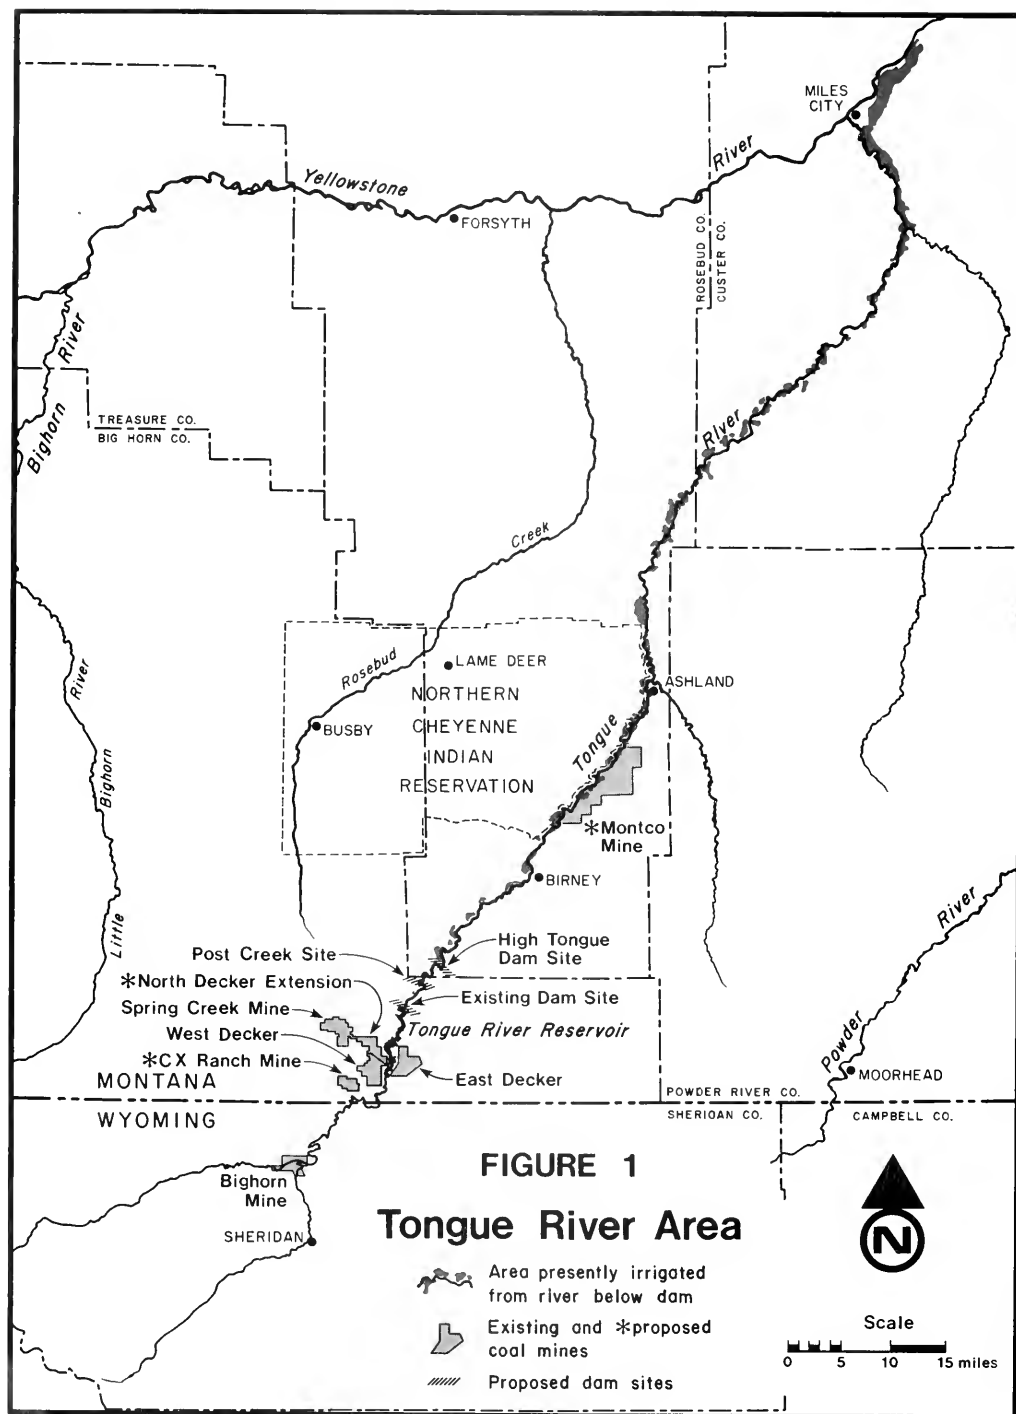 MILES
CITY
River
Yellowstone
FORSYTH
ROSEBUD CO.
CUSTER CO.
River
Bighorn
TREASURE CO.
BIG HORN CO.
River
Creek
Rosebud
LAME DEER
NORTHERN
CHEYENNE
INDIAN
RESERVATION
BUSBY
ASHLAND
Tongue
River
Bighorn
Little
*Montco
Mine
BIRNEY
River
Powder
Post Creek Site
High Tongue
Dam Site
*North Decker Extension
Spring Creek Mine
Existing Dam Site
West Decker
Tongue River Reservoir
*CX Ranch Mine
East Decker
MONTANA
WYOMING
MOORHEAD
POWDER RIVER CO.
SHERIDAN CO.
CAMPBELL CO.
Bighorn
Mine
SHERIDAN
FIGURE 1
Tongue River Area
N
Area presently irrigated
from river below dam
Existing and *proposed
coal mines
Proposed dam sites
Scale
0 5 10 15 miles